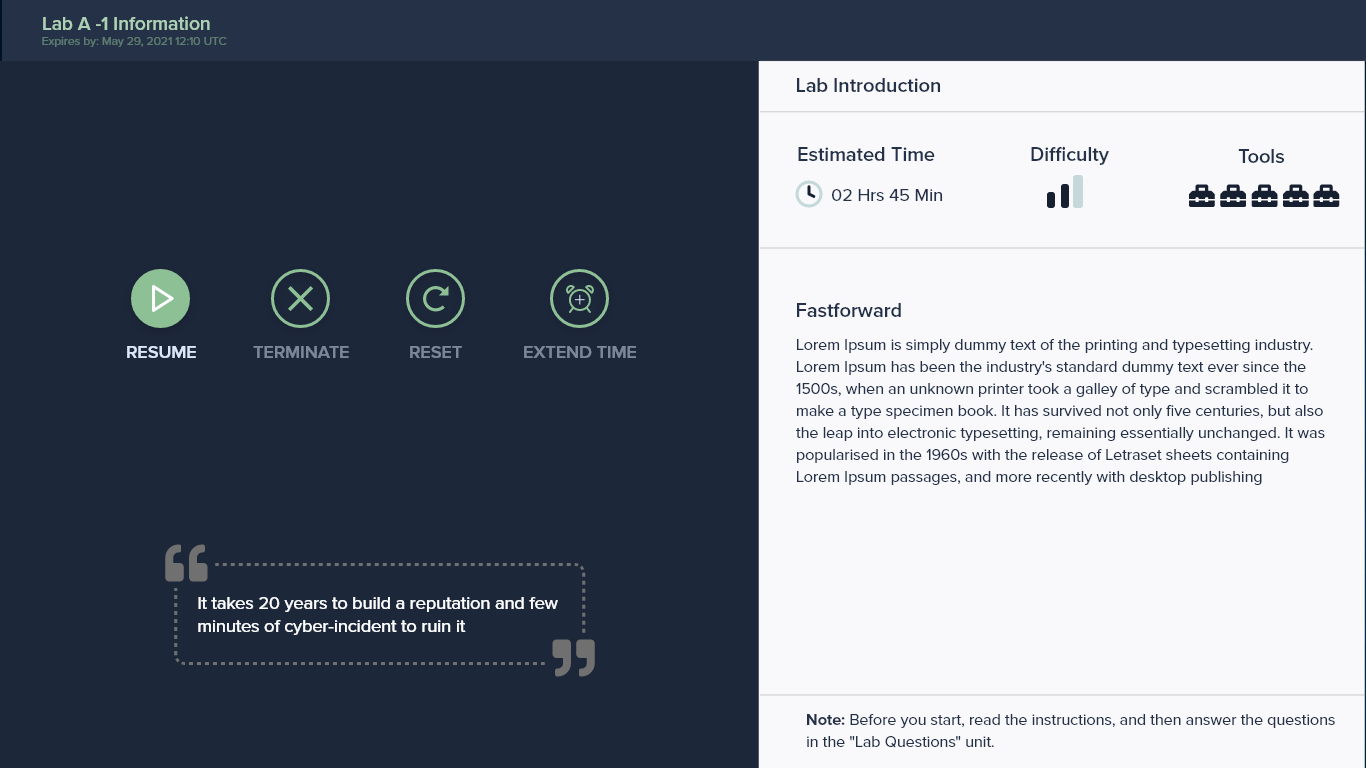 Lab A -1 Information
Expires by: May 29, 2021 12:10 UTC
RESUME
TERMINATE
RESET
EXTEND TIME
It takes 20 years to build a reputation and few
minutes of cyber-incident to ruin it
Lab Introduction
Estimated Time
Difficulty
Tools
02 Hrs 45 Min
Fastforward
Lorem Ipsum is simply dummy text of the printing and typesetting industry.
Lorem Ipsum has been the industry's standard dummy text ever since the
1500s, when an unknown printer took a galley of type and scrambled it to
make a type specimen book. It has survived not only five centuries, but also
the leap into electronic typesetting, remaining essentially unchanged. It was
popularised in the 1960s with the release of Letraset sheets containing
Lorem Ipsum passages, and more recently with desktop publishing
Note: Before you start, read the instructions, and then answer the questions
in the "Lab Questions" unit.